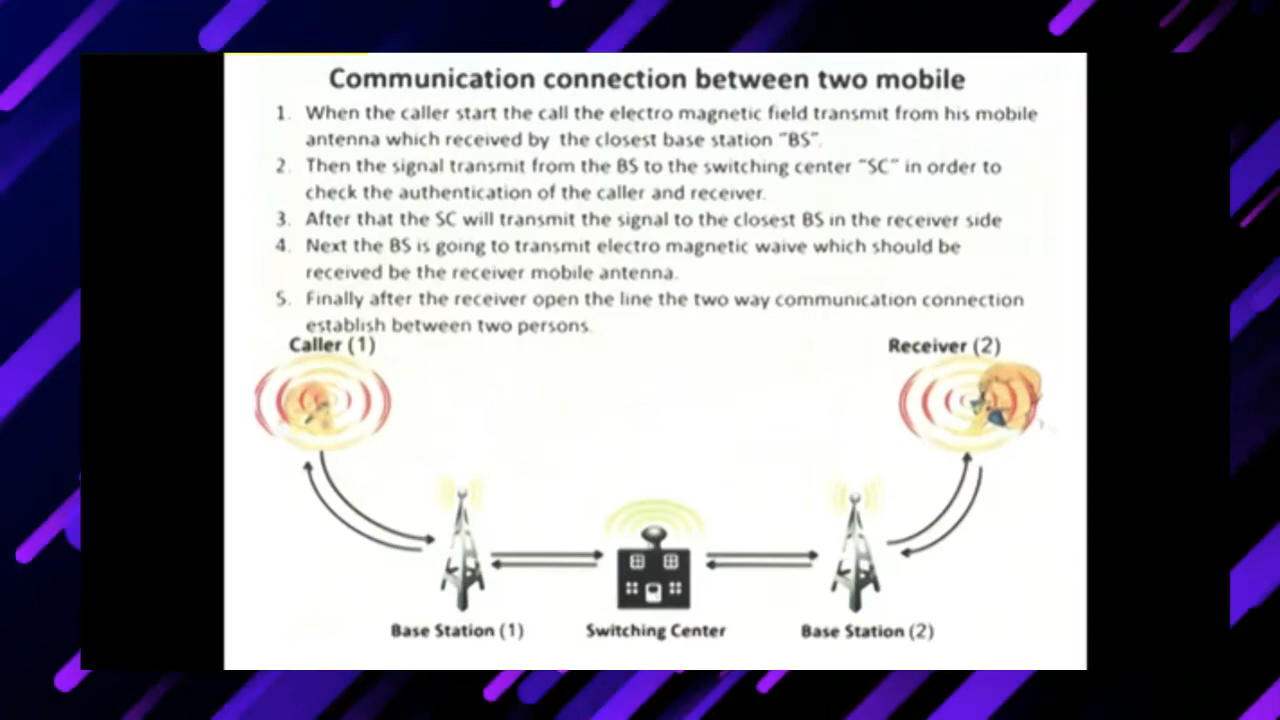 Communication connection between two mobile
1. When the caller start the call the electro magnetic field transmit from his mobile
antenna which received by the closest base station "BS".
2. Then the signal transmit from the BS to the switching center "SC" in order to
check the authentication of the caller and receiver.
3. After that the SC will transmit the signal to the closest BS in the receiver side
4. Next the BS is going to transmit electro magnetic waive which should be
received be the receiver mobile antenna.
5. Finally after the receiver open the line the two way communication connection
establish between two persons.
Caller (1)
Receiver (2)
Base Station (1)
Switching Center
Base Station (2)